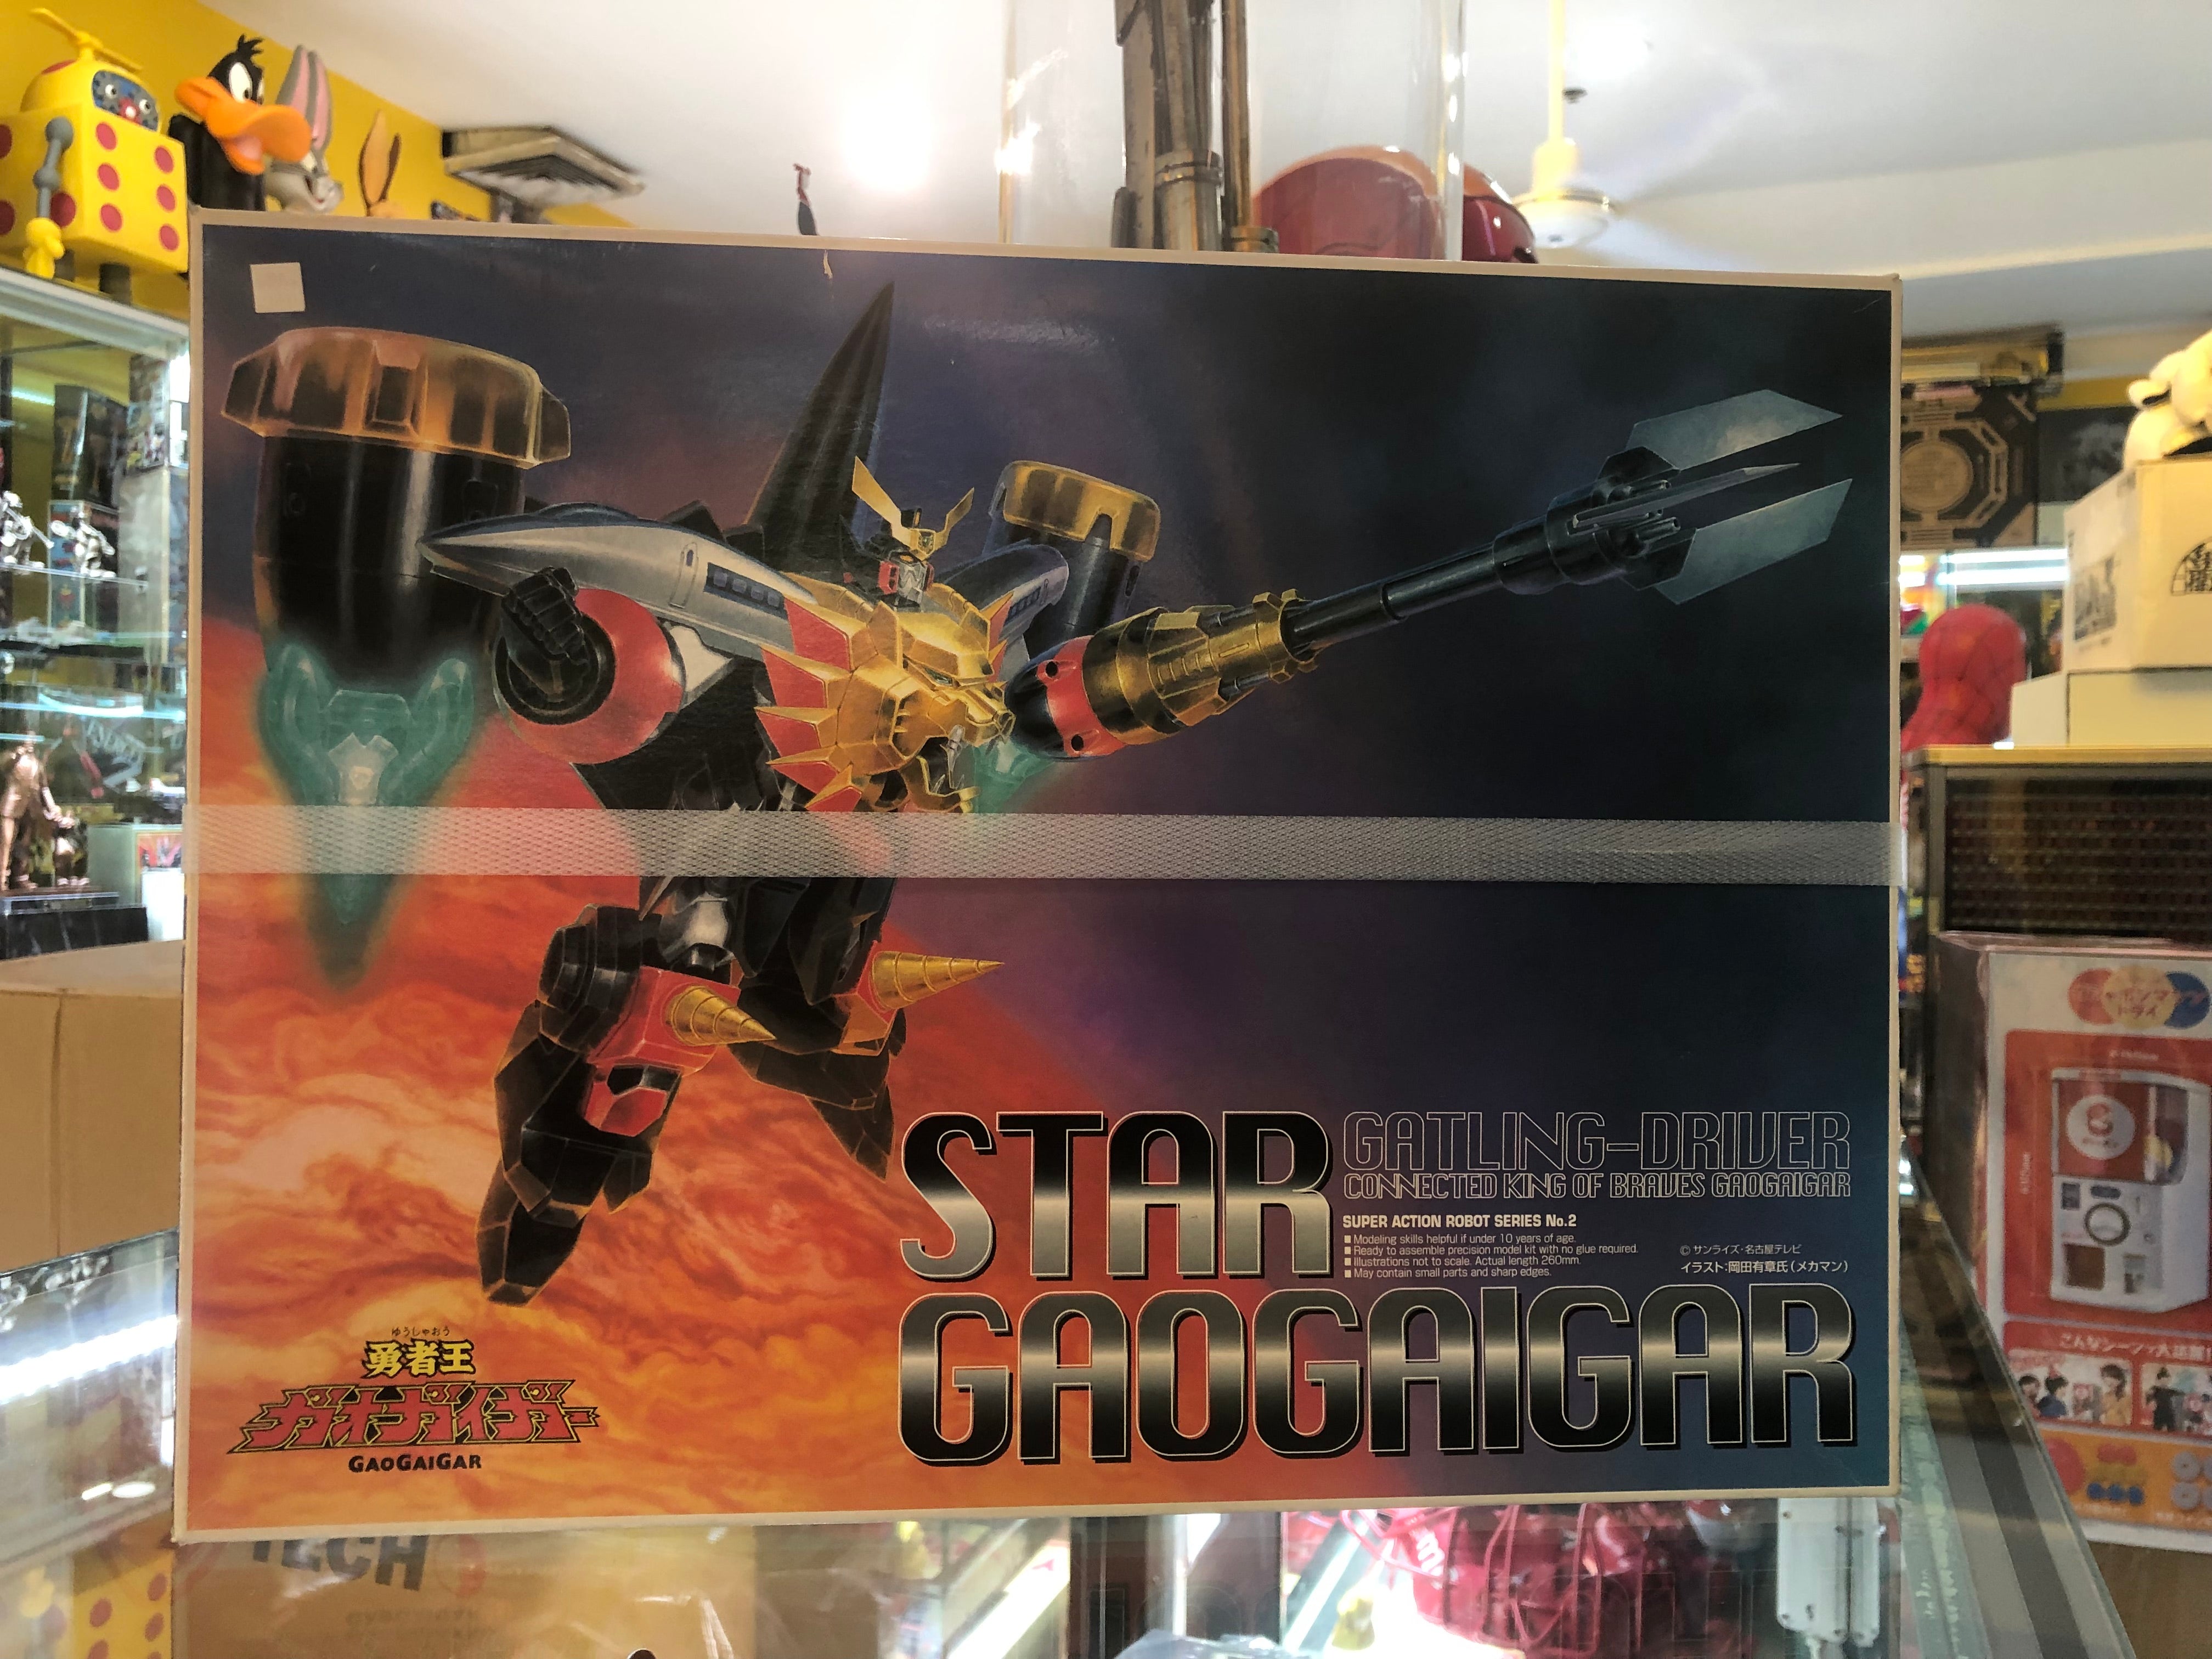 STAR
GATLING-DRIVER
CONNECTED KING OF BRAVES GAOGAIGAR
SUPER ACTION ROBOT SERIES No.2
■ Modeling skills helpful if under 10 years of age.
■ Ready to assemble precision model kit with no glue required.
■ Illustrations not to scale. Actual length 260mm.
■ May contain small parts and sharp edges.
© サンライズ・名古屋テレビ
イラスト:岡田有章氏(メカマン)
GAOGAIGAR
ゆうしゃおう
勇者王
ガオガイガー
GAOGAIGAR
TECH